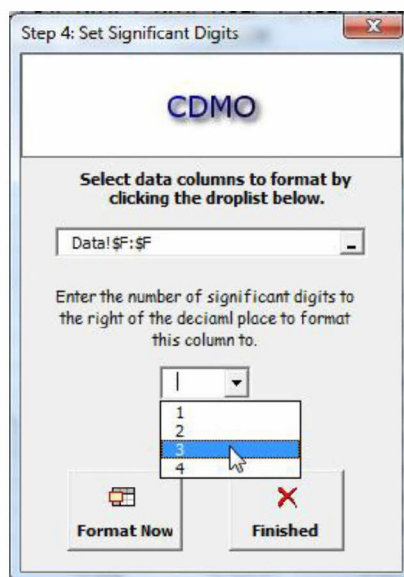 Step 4: Set Significant Digits
CDMO
Select data columns to format by
clicking the droplist below.
Data!$F:$F
Enter the number of significant digits to
the right of the deciaml place to format
this column to.
1
2
3
4
Format Now
Finished